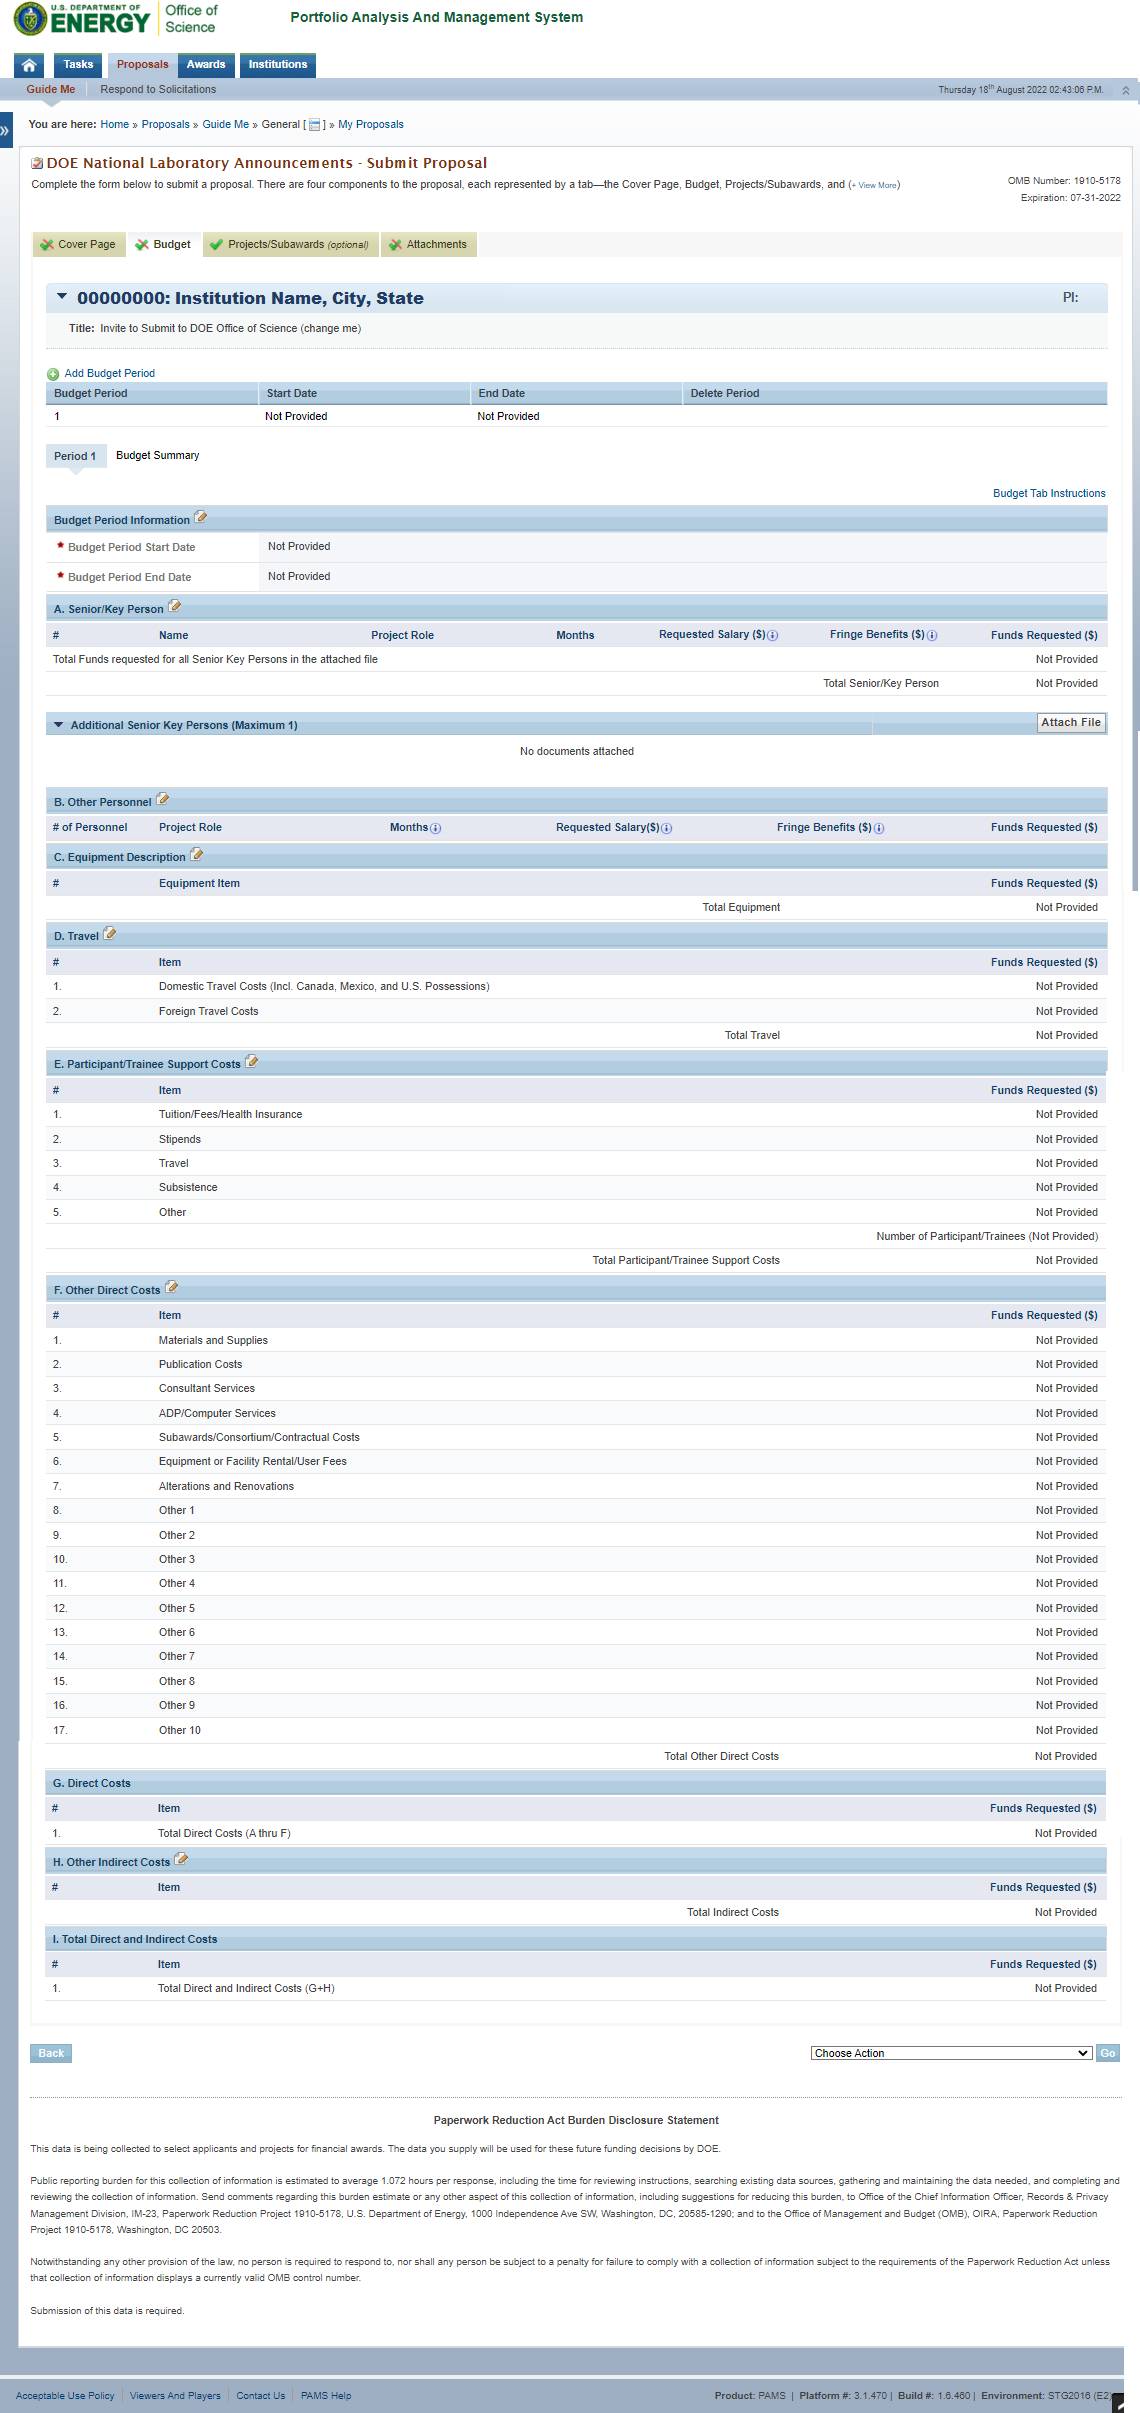 U.S. DEPARTMENT OF
ENERGY
Office of
Science
Portfolio Analysis And Management System
Tasks Proposals Awards Institutions
Guide Me Respond to Solicitations Thursday 18th August 2022 02:43:06 P.M.
You are here: Home » Proposals » Guide Me » General [ ] » My Proposals
DOE National Laboratory Announcements - Submit Proposal
Complete the form below to submit a proposal. There are four components to the proposal, each represented by a tab—the Cover Page, Budget, Projects/Subawards, and (+ View More)
OMB Number: 1910-5178
Expiration: 07-31-2022
Cover Page Budget Projects/Subawards (optional) Attachments
00000000: Institution Name, City, State PI:
Title: Invite to Submit to DOE Office of Science (change me)
Add Budget Period
Budget Period Start Date End Date Delete Period
1 Not Provided Not Provided
Period 1 Budget Summary
Budget Tab Instructions
Budget Period Information
* Budget Period Start Date Not Provided
* Budget Period End Date Not Provided
A. Senior/Key Person
# Name Project Role Months Requested Salary ($) Fringe Benefits ($) Funds Requested ($)
Total Funds requested for all Senior Key Persons in the attached file Not Provided
Total Senior/Key Person Not Provided
Additional Senior Key Persons (Maximum 1) Attach File
No documents attached
B. Other Personnel
# of Personnel Project Role Months Requested Salary($) Fringe Benefits ($) Funds Requested ($)
C. Equipment Description
# Equipment Item Funds Requested ($)
Total Equipment Not Provided
D. Travel
# Item Funds Requested ($)
1. Domestic Travel Costs (Incl. Canada, Mexico, and U.S. Possessions) Not Provided
2. Foreign Travel Costs Not Provided
Total Travel Not Provided
E. Participant/Trainee Support Costs
# Item Funds Requested ($)
1. Tuition/Fees/Health Insurance Not Provided
2. Stipends Not Provided
3. Travel Not Provided
4. Subsistence Not Provided
5. Other Not Provided
Number of Participant/Trainees (Not Provided)
Total Participant/Trainee Support Costs Not Provided
F. Other Direct Costs
# Item Funds Requested ($)
1. Materials and Supplies Not Provided
2. Publication Costs Not Provided
3. Consultant Services Not Provided
4. ADP/Computer Services Not Provided
5. Subawards/Consortium/Contractual Costs Not Provided
6. Equipment or Facility Rental/User Fees Not Provided
7. Alterations and Renovations Not Provided
8. Other 1 Not Provided
9. Other 2 Not Provided
10. Other 3 Not Provided
11. Other 4 Not Provided
12. Other 5 Not Provided
13. Other 6 Not Provided
14. Other 7 Not Provided
15. Other 8 Not Provided
16. Other 9 Not Provided
17. Other 10 Not Provided
Total Other Direct Costs Not Provided
G. Direct Costs
# Item Funds Requested ($)
1. Total Direct Costs (A thru F) Not Provided
H. Other Indirect Costs
# Item Funds Requested ($)
Total Indirect Costs Not Provided
I. Total Direct and Indirect Costs
# Item Funds Requested ($)
1. Total Direct and Indirect Costs (G+H) Not Provided
Back Choose Action Go
Paperwork Reduction Act Burden Disclosure Statement
This data is being collected to select applicants and projects for financial awards. The data you supply will be used for these future funding decisions by DOE.
Public reporting burden for this collection of information is estimated to average 1.072 hours per response, including the time for reviewing instructions, searching existing data sources, gathering and maintaining the data needed, and completing and
reviewing the collection of information. Send comments regarding this burden estimate or any other aspect of this collection of information, including suggestions for reducing this burden, to Office of the Chief Information Officer, Records & Privacy
Management Division, IM-23, Paperwork Reduction Project 1910-5178, U.S. Department of Energy, 1000 Independence Ave SW, Washington, DC, 20585-1290; and to the Office of Management and Budget (OMB), OIRA, Paperwork Reduction
Project 1910-5178, Washington, DC 20503.
Notwithstanding any other provision of the law, no person is required to respond to, nor shall any person be subject to a penalty for failure to comply with a collection of information subject to the requirements of the Paperwork Reduction Act unless
that collection of information displays a currently valid OMB control number.
Submission of this data is required.
Acceptable Use Policy Viewers And Players Contact Us PAMS Help Product: PAMS | Platform #: 3.1.470 | Build #: 1.6.460 | Environment: STG2016 (E2)